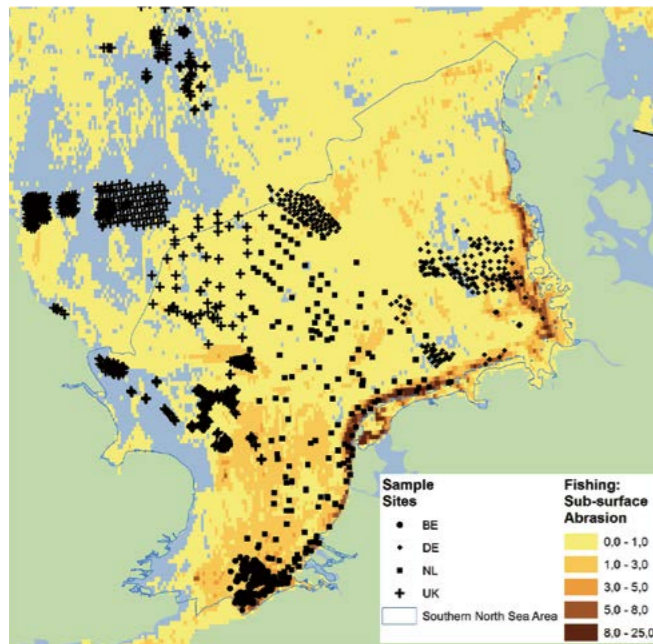 Sample
Sites
BE
DE
NL
UK
Southern North Sea Area
Fishing:
Sub-surface
Abrasion
0,0 - 1,0
1,0 - 3,0
3,0 - 5,0
5,0 - 8,0
8,0 - 25,0